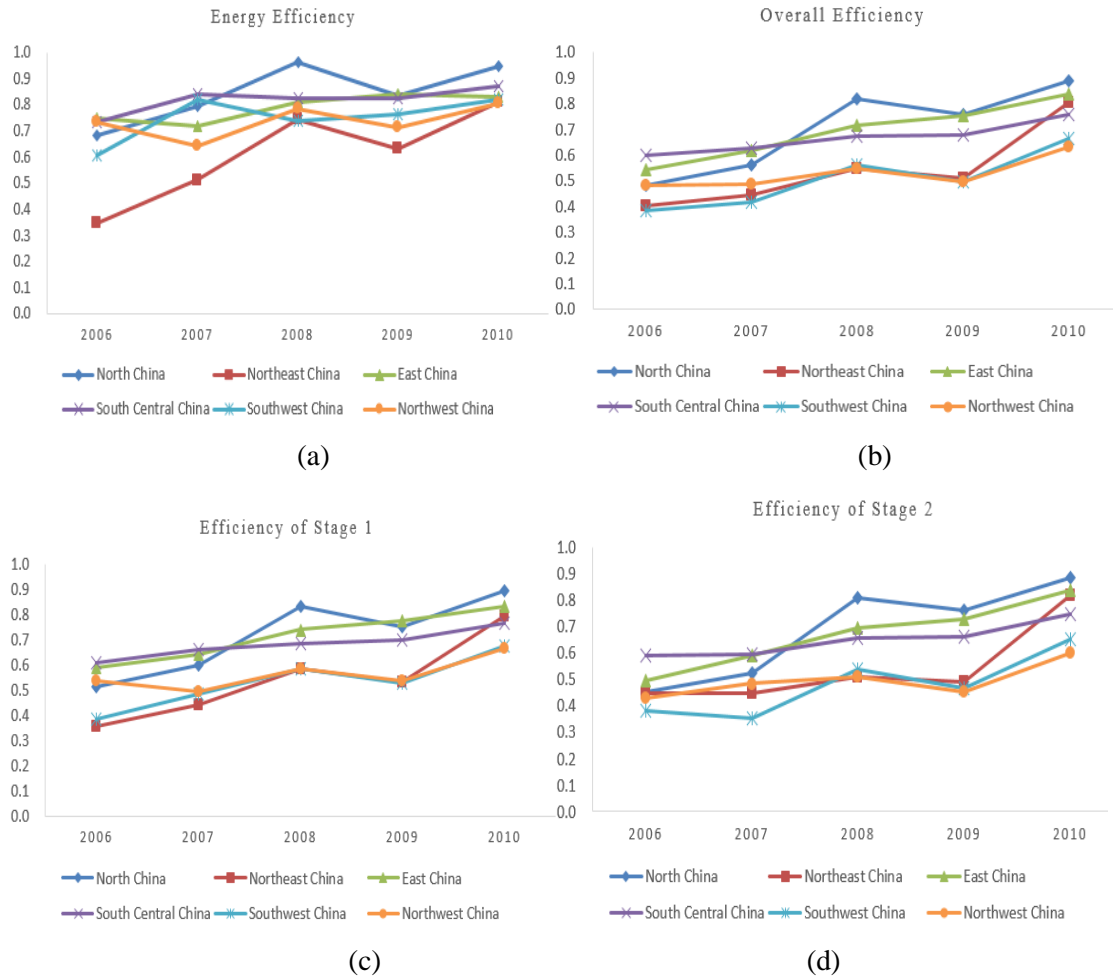 Energy Efficiency
1.0
0.9
0.8
0.7
0.6
0.5
0.4
0.3
0.2
0.1
0.0
2006 2007 2008 2009 2010
North China Northeast China East China
South Central China Southwest China Northwest China
(a)
Overall Efficiency
1.0
0.9
0.8
0.7
0.6
0.5
0.4
0.3
0.2
0.1
0.0
2006 2007 2008 2009 2010
North China Northeast China East China
South Central China Southwest China Northwest China
(b)
Efficiency of Stage 1
1.0
0.9
0.8
0.7
0.6
0.5
0.4
0.3
0.2
0.1
0.0
2006 2007 2008 2009 2010
North China Northeast China East China
South Central China Southwest China Northwest China
(c)
Efficiency of Stage 2
1.0
0.9
0.8
0.7
0.6
0.5
0.4
0.3
0.2
0.1
0.0
2006 2007 2008 2009 2010
North China Northeast China East China
South Central China Southwest China Northwest China
(d)